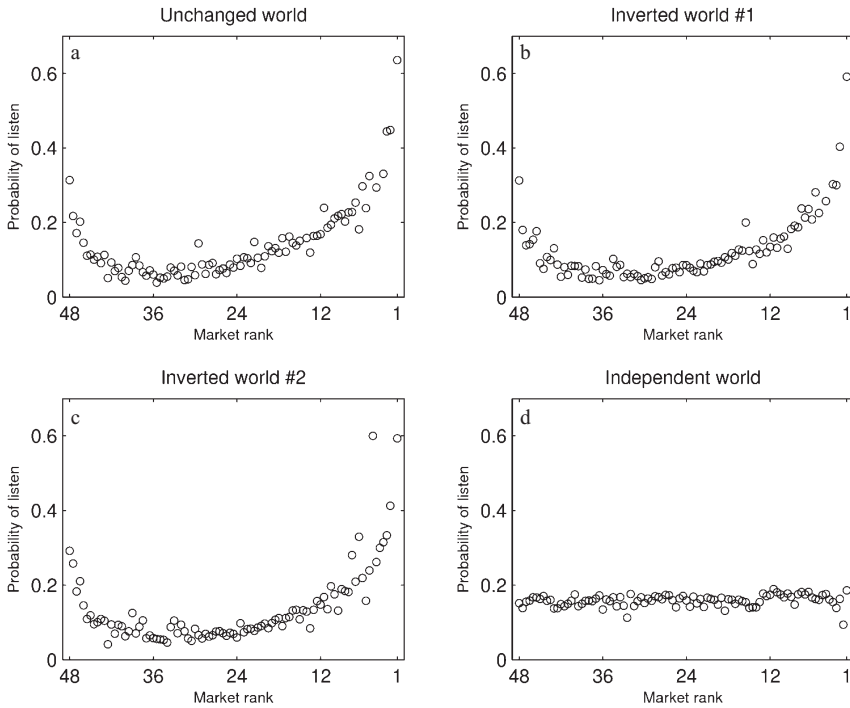 Unchanged world
a
Probability of listen
0.6
0.4
0.2
0
48 36 24 12 1
Market rank
Inverted world #1
b
Probability of listen
0.6
0.4
0.2
0
48 36 24 12 1
Market rank
Inverted world #2
c
Probability of listen
0.6
0.4
0.2
0
48 36 24 12 1
Market rank
Independent world
d
Probability of listen
0.6
0.4
0.2
0
48 36 24 12 1
Market rank